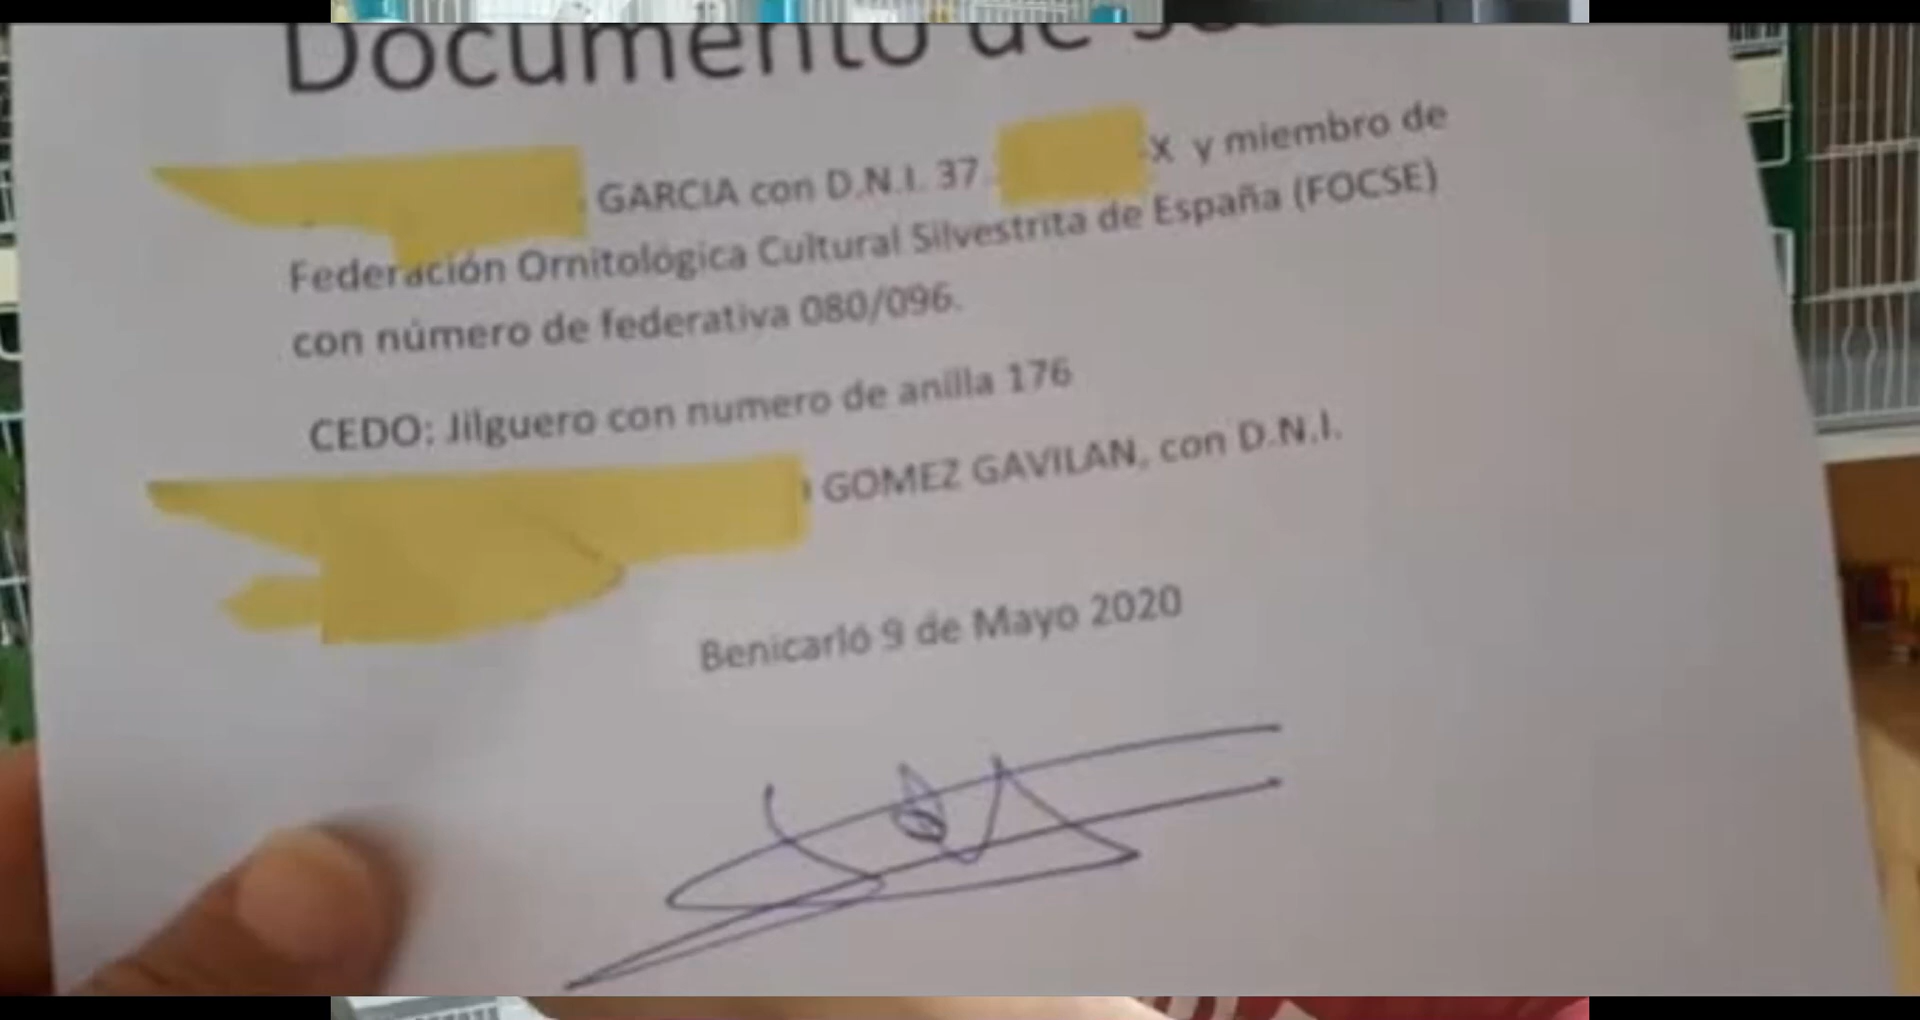 Documento de
GARCIA con D.N.I. 37 X y miembro de
Federación Ornitológica Cultural Silvestrita de España (FOCSE)
con número de federativa 080/096.
CEDO: Jilguero con numero de anilla 176
GOMEZ GAVILAN, con D.N.I.
Benicarló 9 de Mayo 2020